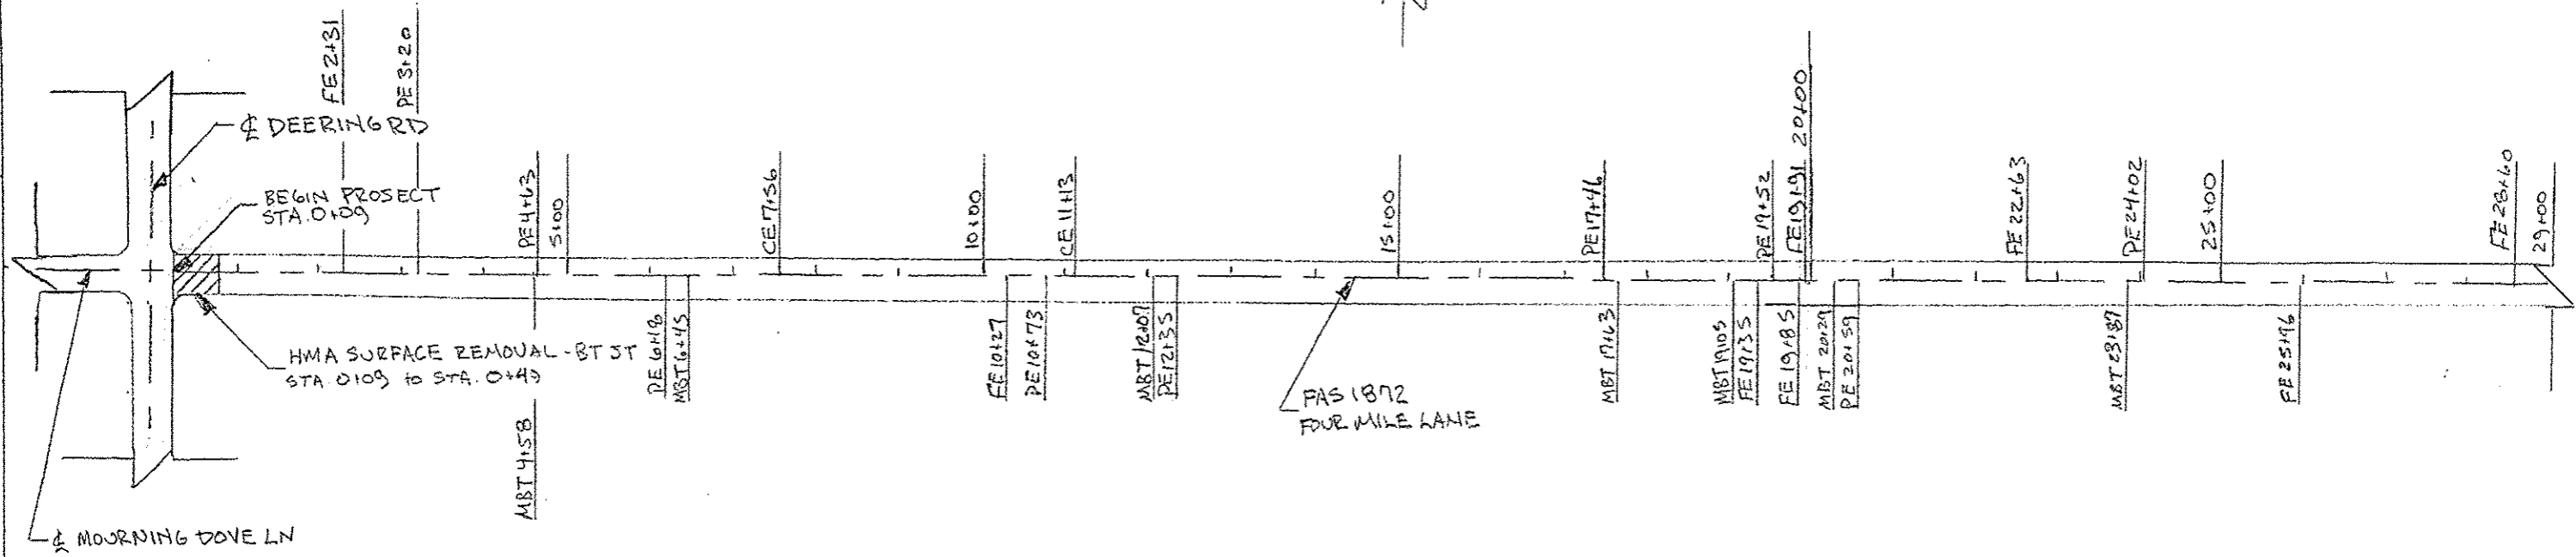 FE 2+31
PE 3+20
℄ DEERING RD
BEGIN PROJECT
STA. 0+09
PE 4+63
5+00
CE 7+56
10+00
CE 11+13
15+00
PE 17+46
PE 19+52
FE 19+91
20+00
FE 22+63
PE 24+02
25+00
FE 28+60
29+00
HMA SURFACE REMOVAL - BT JT
STA. 0+09 to STA. 0+49
MBT 4+58
PE 6+18
MBT 6+45
FE 10+27
PE 10+73
MBT 12+07
PE 12+35
FAS 1872
FOUR MILE LANE
MBT 17+63
MBT 19+05
FE 19+35
FE 19+85
MBT 20+29
PE 20+59
MBT 23+87
FE 25+96
℄ MOURNING DOVE LN